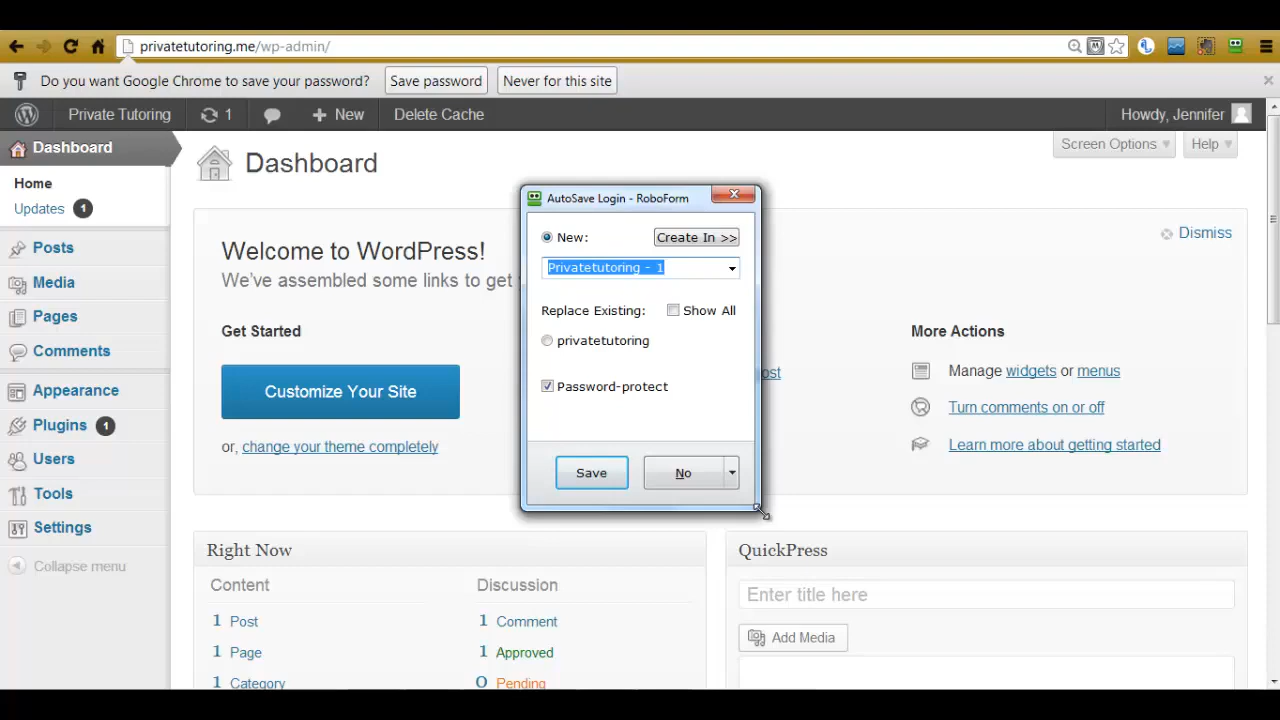 privatetutoring.me/wp-admin/
Do you want Google Chrome to save your password? Save password Never for this site
Private Tutoring 1 New Delete Cache Howdy, Jennifer
Dashboard
Home
Updates 1
Posts
Media
Pages
Comments
Appearance
Plugins 1
Users
Tools
Settings
Collapse menu
Screen Options Help
Dashboard
Welcome to WordPress!
Dismiss
We've assembled some links to get
Get Started
Customize Your Site
or, change your theme completely
More Actions
Manage widgets or menus
Turn comments on or off
Learn more about getting started
AutoSave Login - RoboForm
New: Create In >>
Privatetutoring - 1
Replace Existing: Show All
privatetutoring
Password-protect
Save No
Right Now
Content Discussion
1 Post 1 Comment
1 Page 1 Approved
1 Category 0 Pending
QuickPress
Enter title here
Add Media